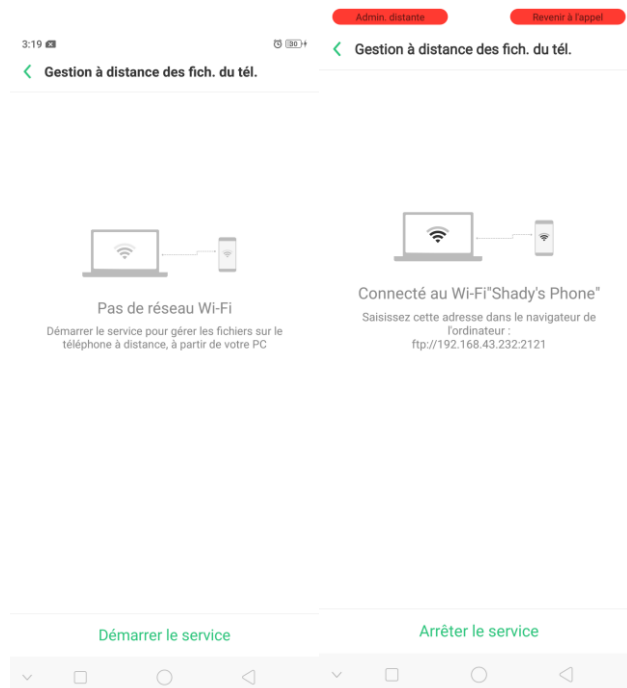 3:19
80
Gestion à distance des fich. du tél.
Pas de réseau Wi-Fi
Démarrer le service pour gérer les fichiers sur le
téléphone à distance, à partir de votre PC
Démarrer le service
Admin. distante
Revenir à l'appel
Gestion à distance des fich. du tél.
Connecté au Wi-Fi"Shady's Phone"
Saisissez cette adresse dans le navigateur de
l'ordinateur :
ftp://192.168.43.232:2121
Arrêter le service